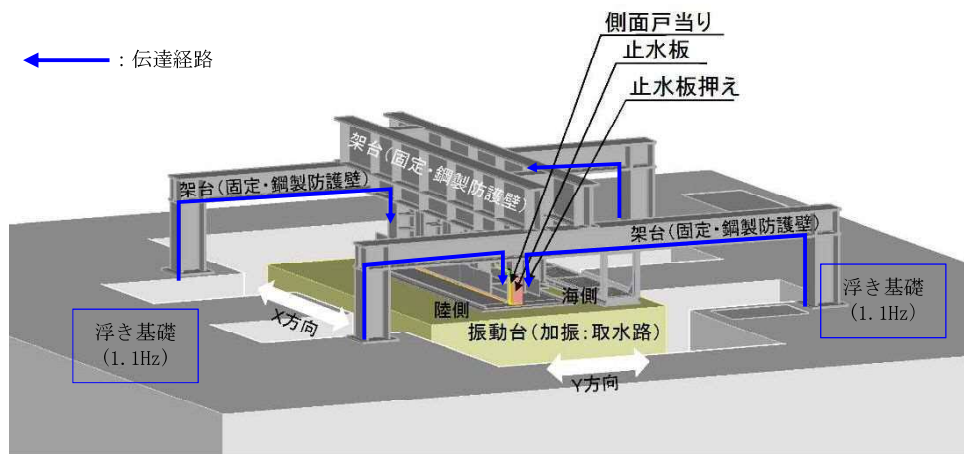 側面戸当り
止水板
止水板押え
：伝達経路
架台(固定・鋼製防護壁)
架台(固定・鋼製防護壁)
架台(固定・鋼製防護壁)
浮き基礎
(1.1Hz)
X方向
陸側
海側
振動台(加振：取水路)
Y方向
浮き基礎
(1.1Hz)